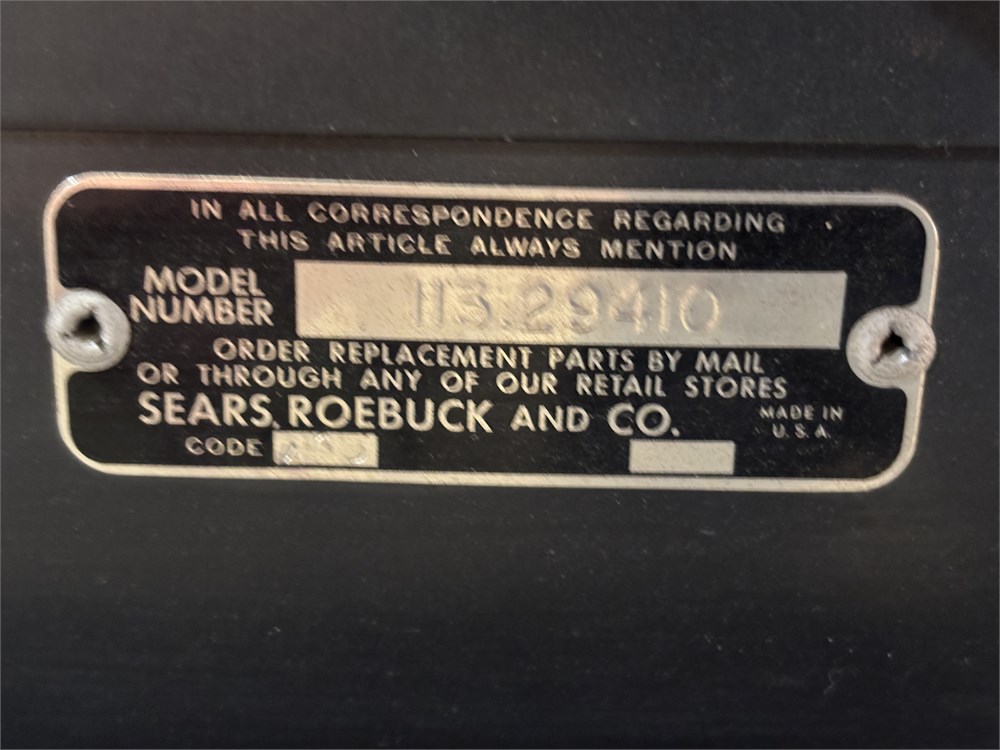 IN ALL CORRESPONDENCE REGARDING
THIS ARTICLE ALWAYS MENTION
MODEL NUMBER 113.29410
ORDER REPLACEMENT PARTS BY MAIL
OR THROUGH ANY OF OUR RETAIL STORES
SEARS, ROEBUCK AND CO. MADE IN U.S.A.
CODE